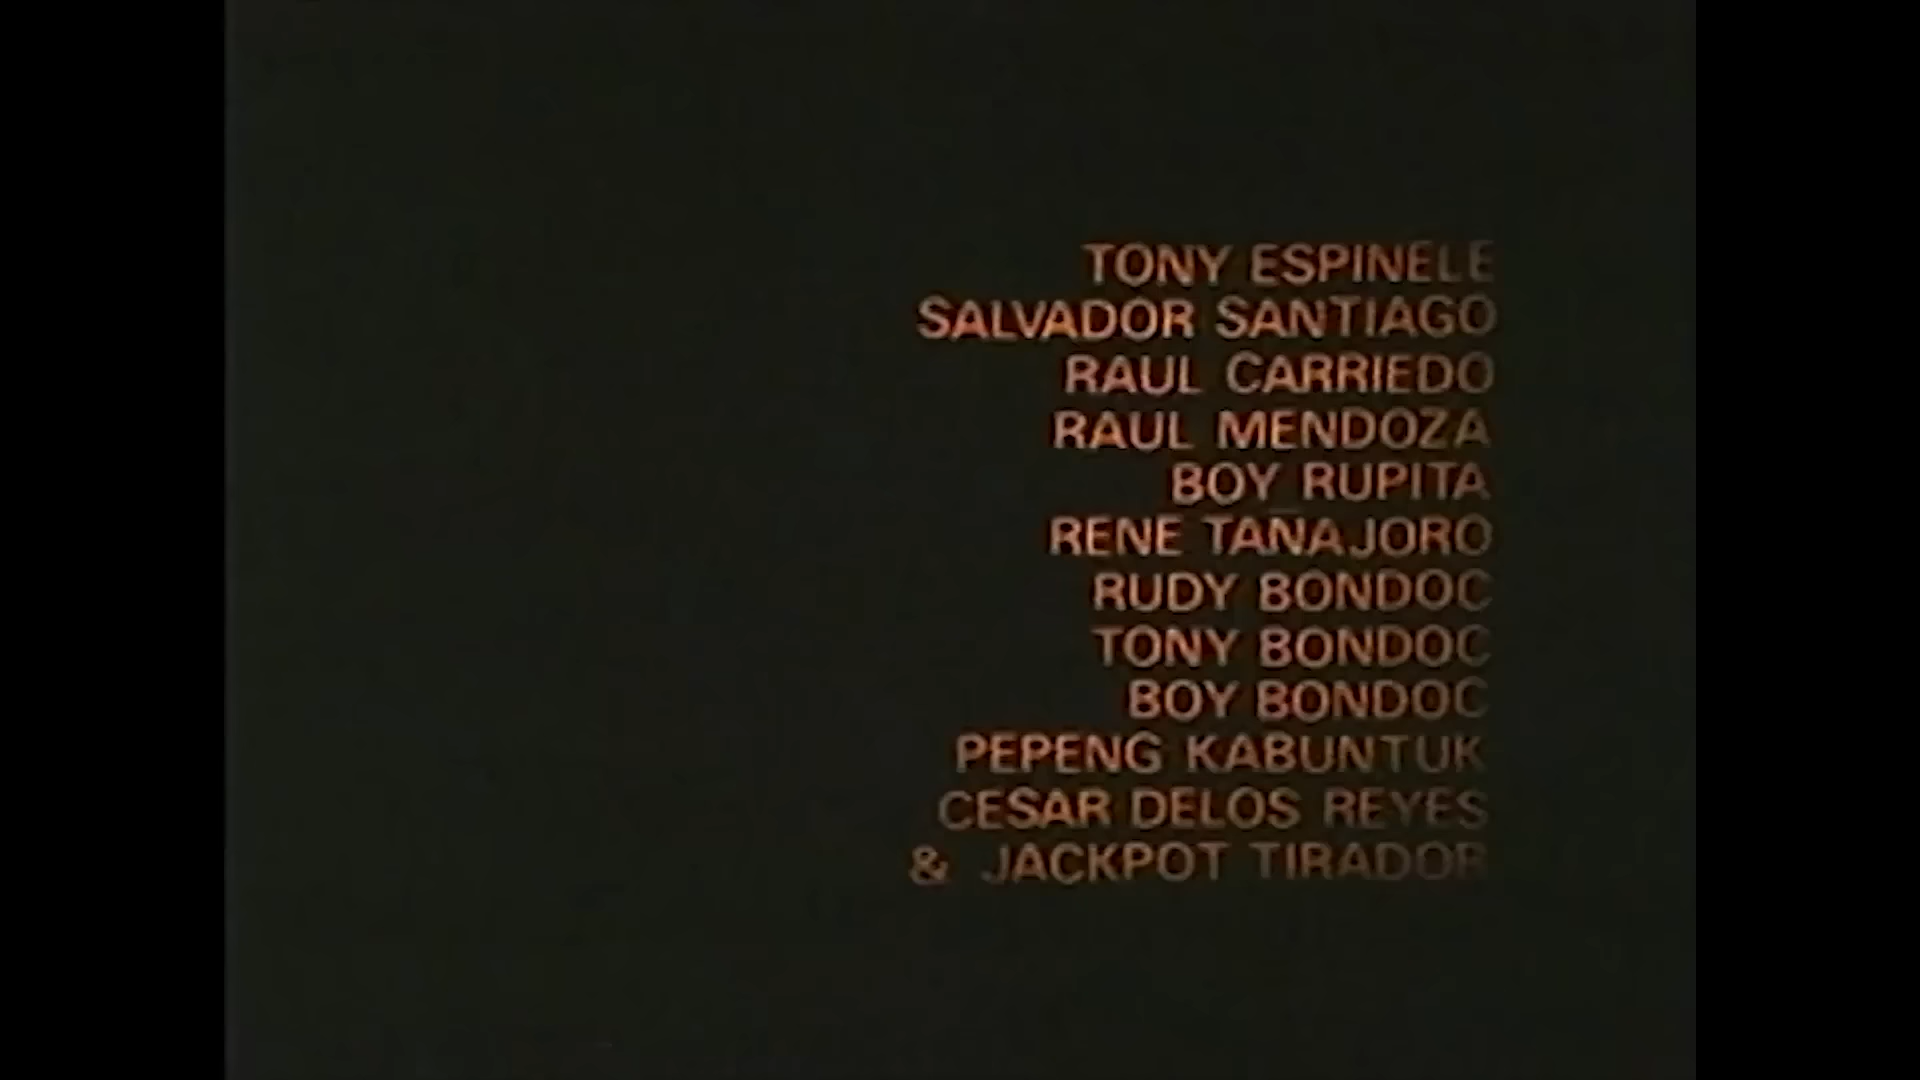 TONY ESPINELE
SALVADOR SANTIAGO
RAUL CARRIEDO
RAUL MENDOZA
BOY RUPITA
RENE TAÑAJORO
RUDY BONDOC
TONY BONDOC
BOY BONDOC
PEPENG KABUNTUK
CESAR DELOS REYES
& JACKPOT TIRADOR